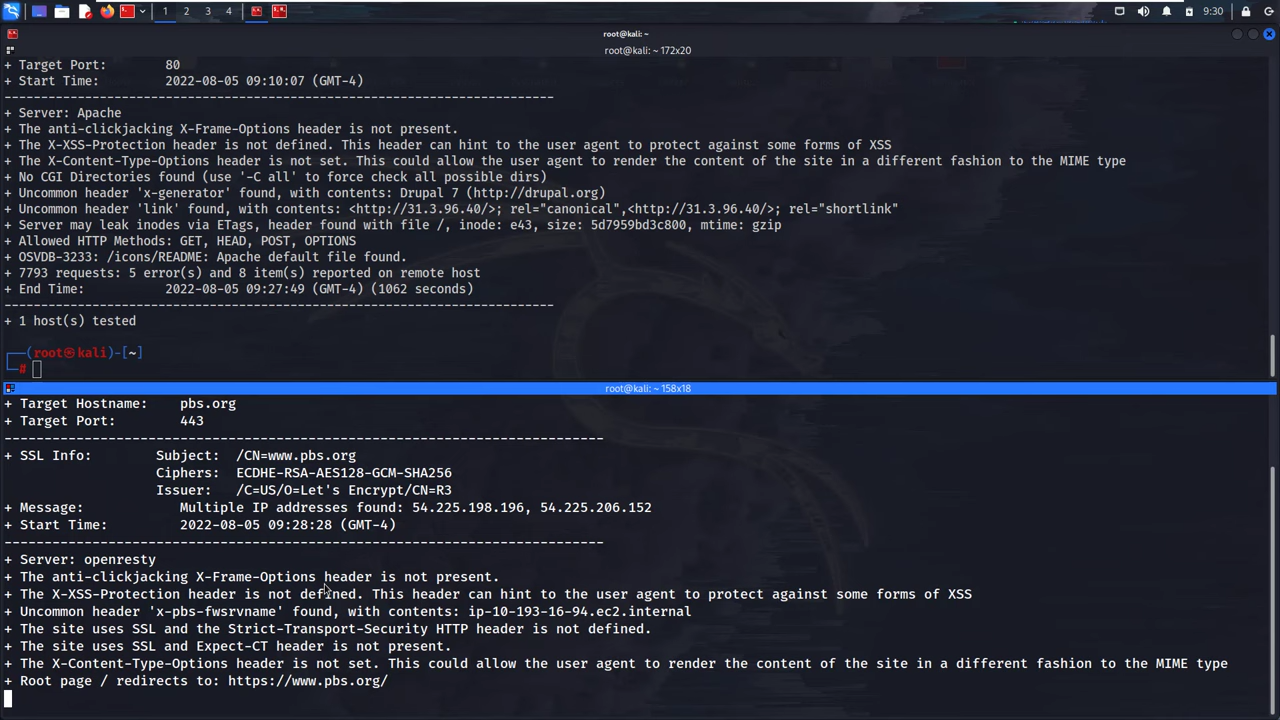 1 2 3 4 9:30
root@kali: ~
root@kali: ~ 172x20
+ Target Port: 80
+ Start Time: 2022-08-05 09:10:07 (GMT-4)
---------------------------------------------------------------------------
+ Server: Apache
+ The anti-clickjacking X-Frame-Options header is not present.
+ The X-XSS-Protection header is not defined. This header can hint to the user agent to protect against some forms of XSS
+ The X-Content-Type-Options header is not set. This could allow the user agent to render the content of the site in a different fashion to the MIME type
+ No CGI Directories found (use '-C all' to force check all possible dirs)
+ Uncommon header 'x-generator' found, with contents: Drupal 7 (http://drupal.org)
+ Uncommon header 'link' found, with contents: <http://31.3.96.40/>; rel="canonical",<http://31.3.96.40/>; rel="shortlink"
+ Server may leak inodes via ETags, header found with file /, inode: e43, size: 5d7959bd3c800, mtime: gzip
+ Allowed HTTP Methods: GET, HEAD, POST, OPTIONS
+ OSVDB-3233: /icons/README: Apache default file found.
+ 7793 requests: 5 error(s) and 8 item(s) reported on remote host
+ End Time: 2022-08-05 09:27:49 (GMT-4) (1062 seconds)
---------------------------------------------------------------------------
+ 1 host(s) tested
┌──(root㉿kali)-[~]
└─#
root@kali: ~ 158x18
+ Target Hostname: pbs.org
+ Target Port: 443
---------------------------------------------------------------------------
+ SSL Info: Subject: /CN=www.pbs.org
Ciphers: ECDHE-RSA-AES128-GCM-SHA256
Issuer: /C=US/O=Let's Encrypt/CN=R3
+ Message: Multiple IP addresses found: 54.225.198.196, 54.225.206.152
+ Start Time: 2022-08-05 09:28:28 (GMT-4)
---------------------------------------------------------------------------
+ Server: openresty
+ The anti-clickjacking X-Frame-Options header is not present.
+ The X-XSS-Protection header is not defined. This header can hint to the user agent to protect against some forms of XSS
+ Uncommon header 'x-pbs-fwsrvname' found, with contents: ip-10-193-16-94.ec2.internal
+ The site uses SSL and the Strict-Transport-Security HTTP header is not defined.
+ The site uses SSL and Expect-CT header is not present.
+ The X-Content-Type-Options header is not set. This could allow the user agent to render the content of the site in a different fashion to the MIME type
+ Root page / redirects to: https://www.pbs.org/